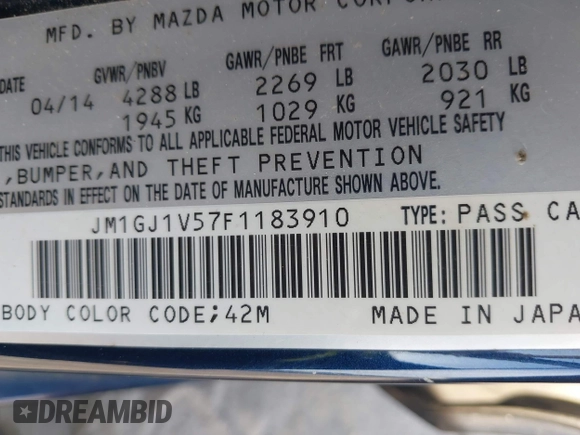 MFD. BY MAZDA MOTOR
DATE GVWR/PNBV GAWR/PNBE FRT GAWR/PNBE RR
04/14 4288 LB 2269 LB 2030 LB
1945 KG 1029 KG 921 KG
THIS VEHICLE CONFORMS TO ALL APPLICABLE FEDERAL MOTOR VEHICLE SAFETY
,BUMPER,AND THEFT PREVENTION
STANDARDS IN EFFECT ON THE DATE OF MANUFACTURE SHOWN ABOVE.
JM1GJ1V57F1183910 TYPE: PASS CA
BODY COLOR CODE;42M MADE IN JAPA
DREAMBID